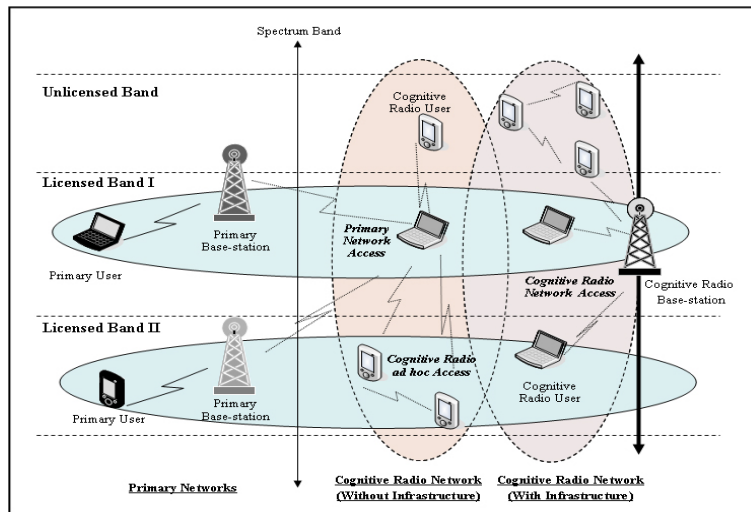 Spectrum Band
Unlicensed Band
Cognitive
Radio User
Licensed Band I
Primary
Base-station
Primary User
Primary
Network
Access
Cognitive Radio
Network Access
Cognitive Radio
Base-station
Licensed Band II
Primary
Base-station
Primary User
Cognitive Radio
ad hoc Access
Cognitive
Radio User
Primary Networks
Cognitive Radio Network
(Without Infrastructure)
Cognitive Radio Network
(With Infrastructure)